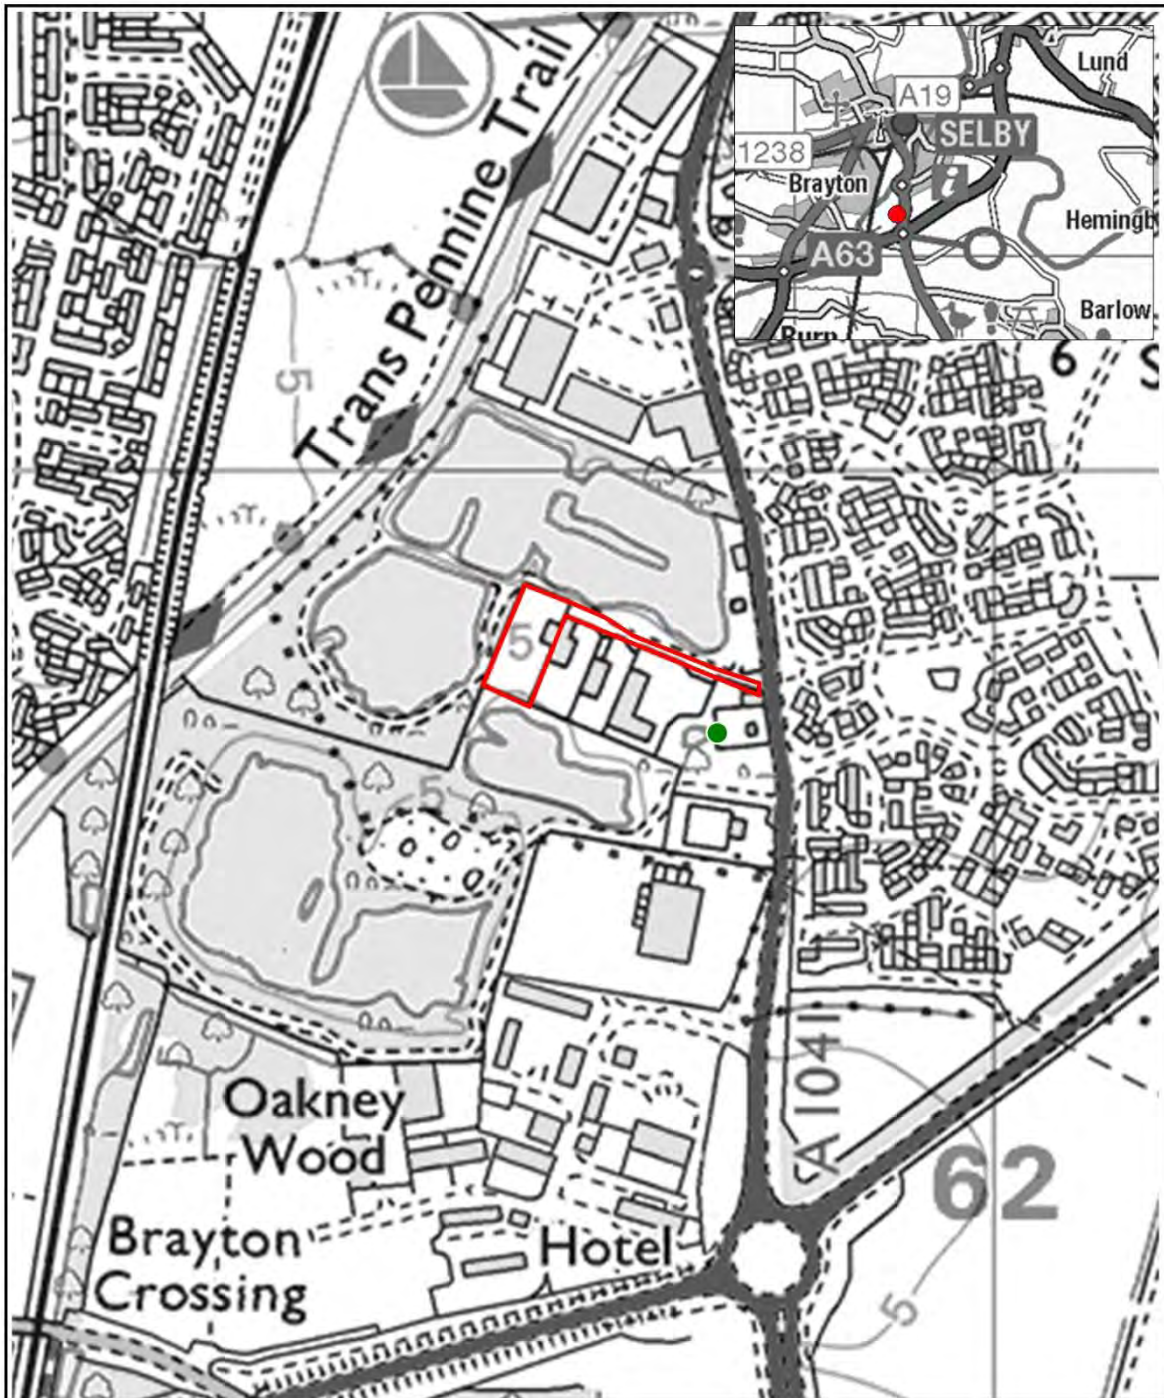 Trans Pennine Trail
Lund
A19
SELBY
1238
Brayton
i
Hemingb
A63
Barlow
Burn
6
5
5
5
A 1041
Oakney
Wood
62
Brayton
Crossing
Hotel
5